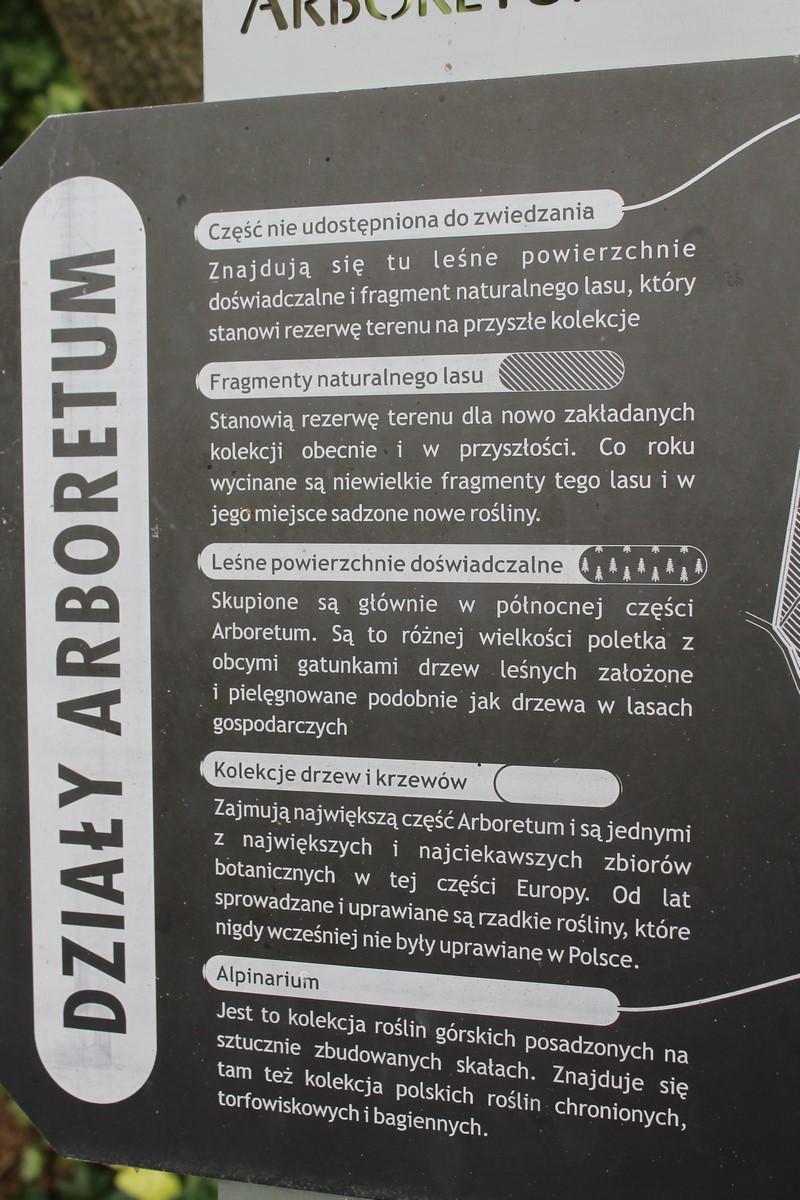 ARBORETUM
DZIAŁY ARBORETUM
Część nie udostępniona do zwiedzania
Znajdują się tu leśne powierzchnie
doświadczalne i fragment naturalnego lasu, który
stanowi rezerwę terenu na przyszłe kolekcje
Fragmenty naturalnego lasu
Stanowią rezerwę terenu dla nowo zakładanych
kolekcji obecnie i w przyszłości. Co roku
wycinane są niewielkie fragmenty tego lasu i w
jego miejsce sadzone nowe rośliny.
Leśne powierzchnie doświadczalne
Skupione są głównie w północnej części
Arboretum. Są to różnej wielkości poletka z
obcymi gatunkami drzew leśnych założone
i pielęgnowane podobnie jak drzewa w lasach
gospodarczych
Kolekcje drzew i krzewów
Zajmują największą część Arboretum i są jednymi
z największych i najciekawszych zbiorów
botanicznych w tej części Europy. Od lat
sprowadzane i uprawiane są rzadkie rośliny, które
nigdy wcześniej nie były uprawiane w Polsce.
Alpinarium
Jest to kolekcja roślin górskich posadzonych na
sztucznie zbudowanych skałach. Znajduje się
tam też kolekcja polskich roślin chronionych,
torfowiskowych i bagiennych.